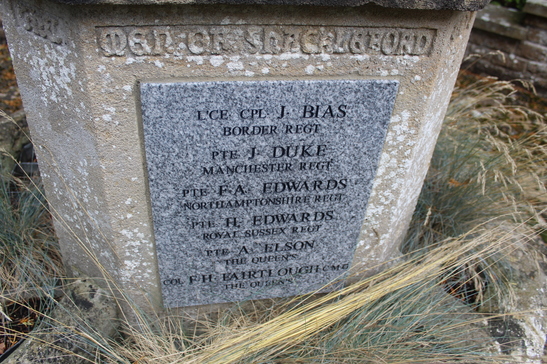 MEN · OF · SHACKLEFORD
L'CE CPL J · BIAS
BORDER REGT
PTE · J. DUKE
MANCHESTER REGT
PTE F.A. EDWARDS
NORTHAMPTONSHIRE REGT
PTE H. EDWARDS
ROYAL SUSSEX REGT
PTE A. ELSON
THE QUEEN'S
COL F.H. FAIRTLOUGH C.M.G
THE QUEEN'S